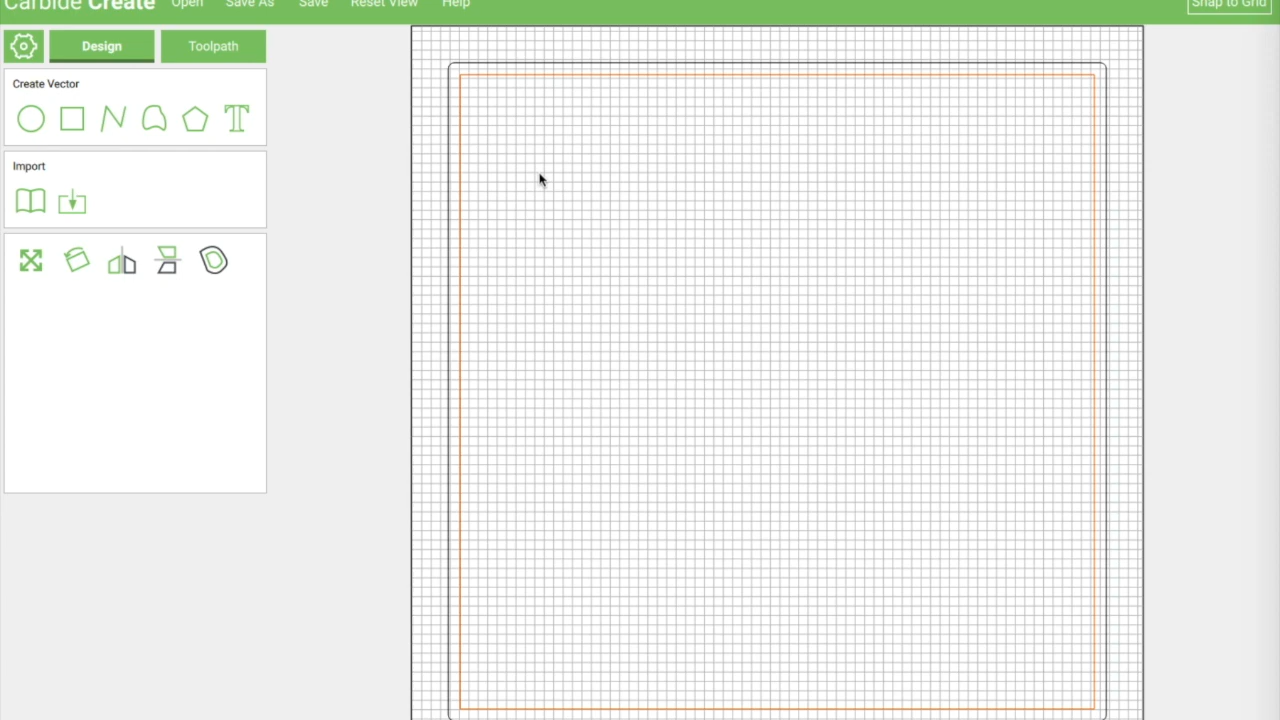 Carbide Create Open Save As Save Reset View Help Snap to Grid
Design Toolpath
Create Vector
Import